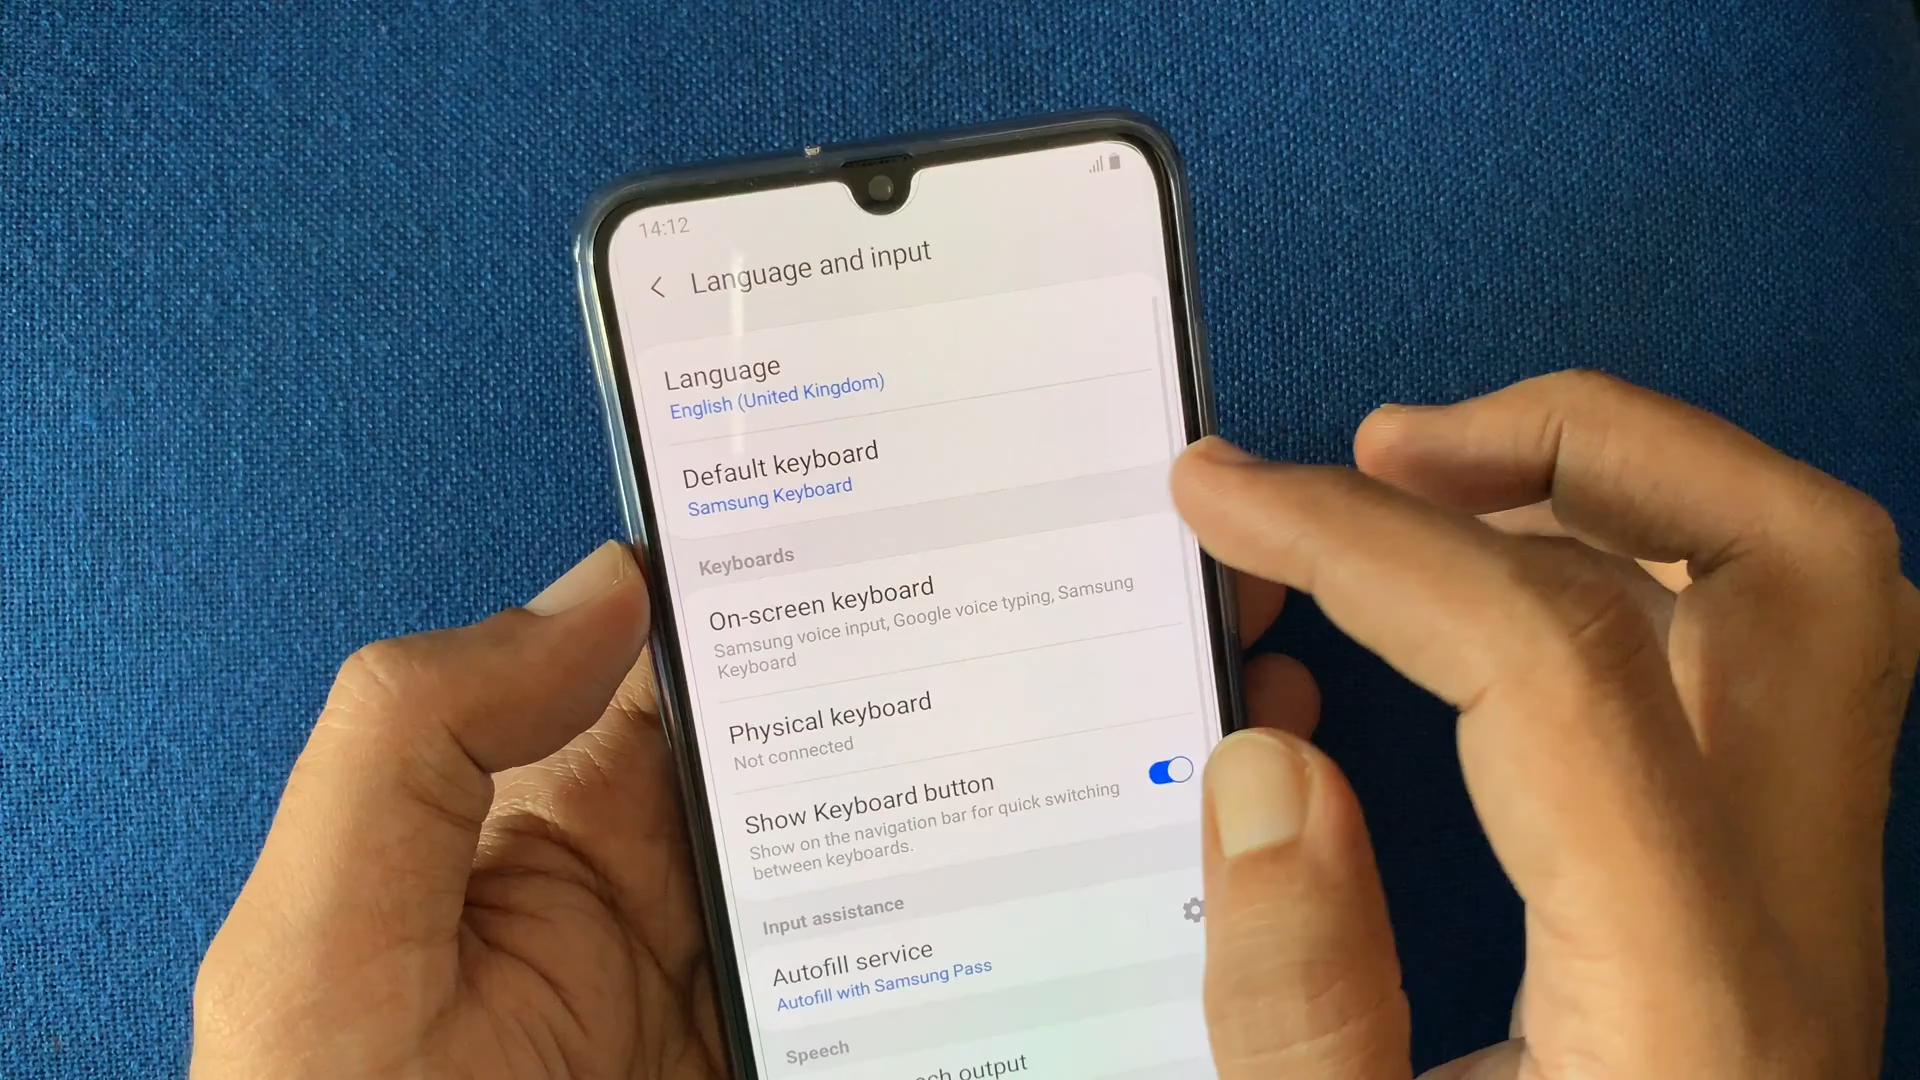 14:12
Language and input
Language
English (United Kingdom)
Default keyboard
Samsung Keyboard
Keyboards
On-screen keyboard
Samsung voice input, Google voice typing, Samsung
Keyboard
Physical keyboard
Not connected
Show Keyboard button
Show on the navigation bar for quick switching
between keyboards.
Input assistance
Autofill service
Autofill with Samsung Pass
Speech
output